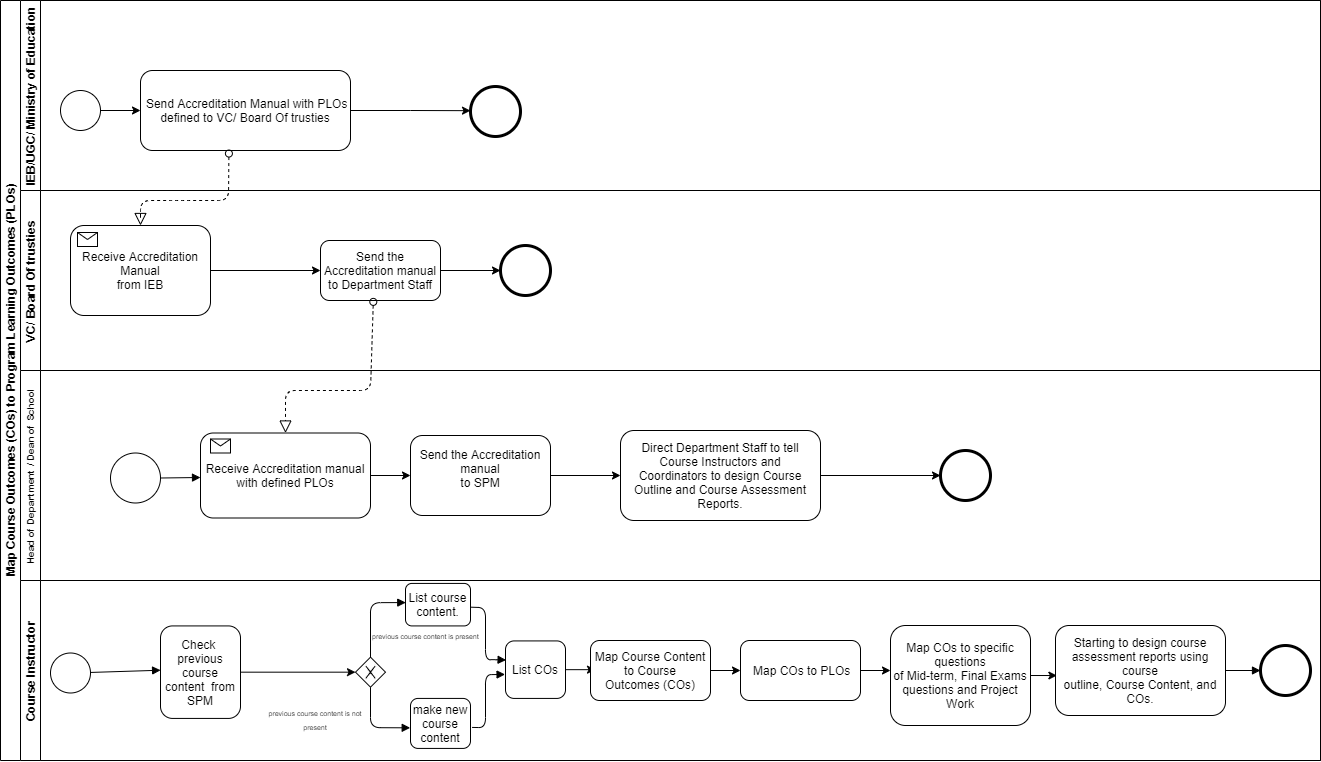 Map Course Outcomes (COs) to Program Learning Outcomes (PLOs)
IEB/UGC/ Ministry of Education
Send Accreditation Manual with PLOs
defined to VC/ Board Of trusties
VC/ Board Of trusties
Receive Accreditation
Manual
from IEB
Send the
Accreditation manual
to Department Staff
Head of Department / Dean of School
Receive Accreditation manual
with defined PLOs
Send the Accreditation
manual
to SPM
Direct Department Staff to tell
Course Instructors and
Coordinators to design Course
Outline and Course Assessment
Reports.
Course Instructor
Check
previous
course
content from
SPM
previous course content is not
present
X
List course
content.
previous course content is present
make new
course
content
List COs
Map Course Content
to Course
Outcomes (COs)
Map COs to PLOs
Map COs to specific
questions
of Mid-term, Final Exams
questions and Project
Work
Starting to design course
assessment reports using
course
outline, Course Content, and
COs.